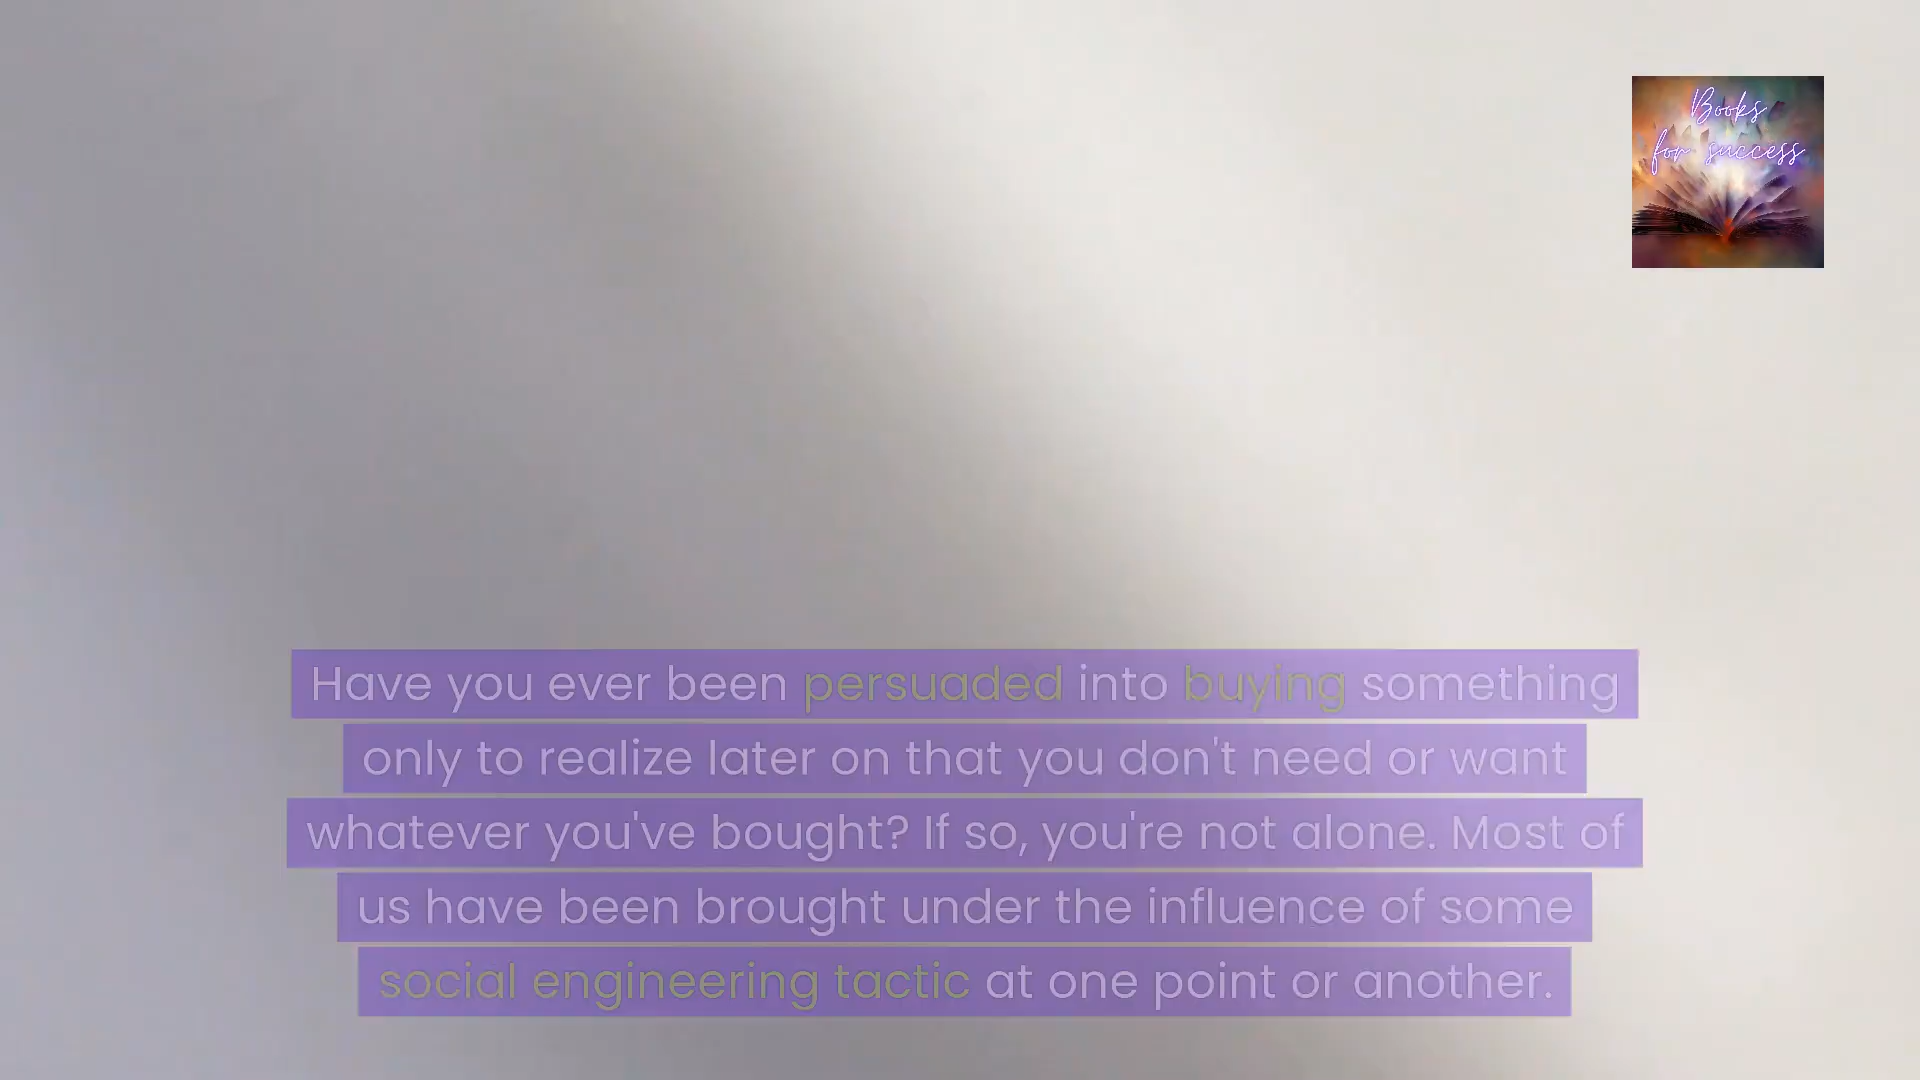 Books
for success
Have you ever been persuaded into buying something
only to realize later on that you don't need or want
whatever you've bought? If so, you're not alone. Most of
us have been brought under the influence of some
social engineering tactic at one point or another.